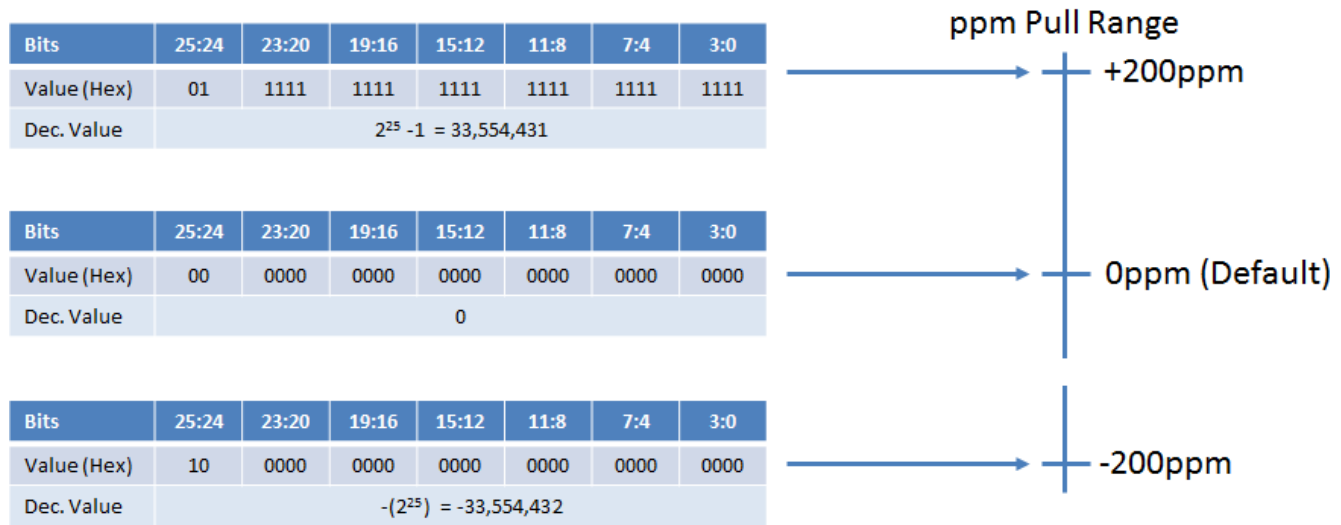 ppm Pull Range
Bits 25:24 23:20 19:16 15:12 11:8 7:4 3:0
Value (Hex) 01 1111 1111 1111 1111 1111 1111
Dec. Value 2²⁵ -1 = 33,554,431
+200ppm
Bits 25:24 23:20 19:16 15:12 11:8 7:4 3:0
Value (Hex) 00 0000 0000 0000 0000 0000 0000
Dec. Value 0
0ppm (Default)
Bits 25:24 23:20 19:16 15:12 11:8 7:4 3:0
Value (Hex) 10 0000 0000 0000 0000 0000 0000
Dec. Value -(2²⁵) = -33,554,432
-200ppm